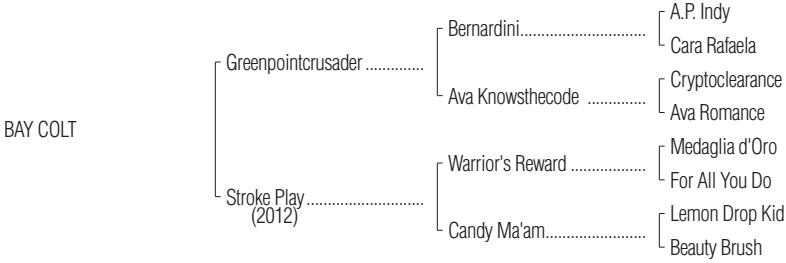 A.P. Indy
Bernardini..............................
Cara Rafaela
Greenpointcrusader ..............
Cryptoclearance
Ava Knowsthecode ..............
Ava Romance
BAY COLT
Medaglia d'Oro
Warrior's Reward ..................
For All You Do
Stroke Play............................
(2012)
Lemon Drop Kid
Candy Ma'am........................
Beauty Brush